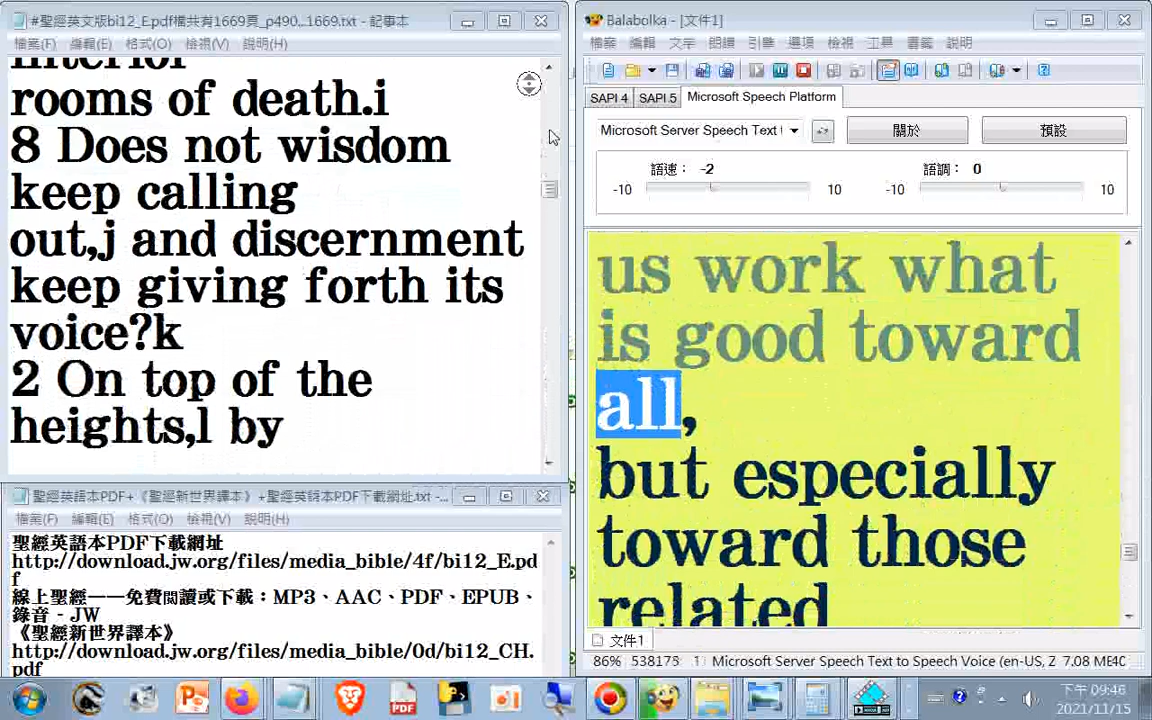 #聖經英文版bi12_E.pdf檔共有1669頁_p490,..1669.txt - 記事本
檔案(F) 編輯(E) 格式(O) 檢視(V) 說明(H)
interior
rooms of death.i
8 Does not wisdom
keep calling
out,j and discernment
keep giving forth its
voice?k
2 On top of the
heights,l by
聖經英語本PDF+《聖經新世界譯本》+聖經英語本PDF下載網址.txt -...
檔案(F) 編輯(E) 格式(O) 檢視(V) 說明(H)
聖經英語本PDF下載網址
http://download.jw.org/files/media_bible/4f/bi12_E.pd
f
線上聖經——免費閱讀或下載：MP3、AAC、PDF、EPUB、
錄音 - JW
《聖經新世界譯本》
http://download.jw.org/files/media_bible/0d/bi12_CH.
pdf
Balabolka - [文件1]
檔案 編輯 文字 朗讀 引擎 選項 檢視 工具 書籤 說明
SAPI 4 SAPI 5 Microsoft Speech Platform
Microsoft Server Speech Text 關於 預設
語速： -2 語調： 0
-10 10 -10 10
us work what
is good toward
all,
but especially
toward those
related
文件1
86% 538175 1 Microsoft Server Speech Text to Speech Voice (en-US, Z 7.08 ME4C
下午 09:46
2021/11/15